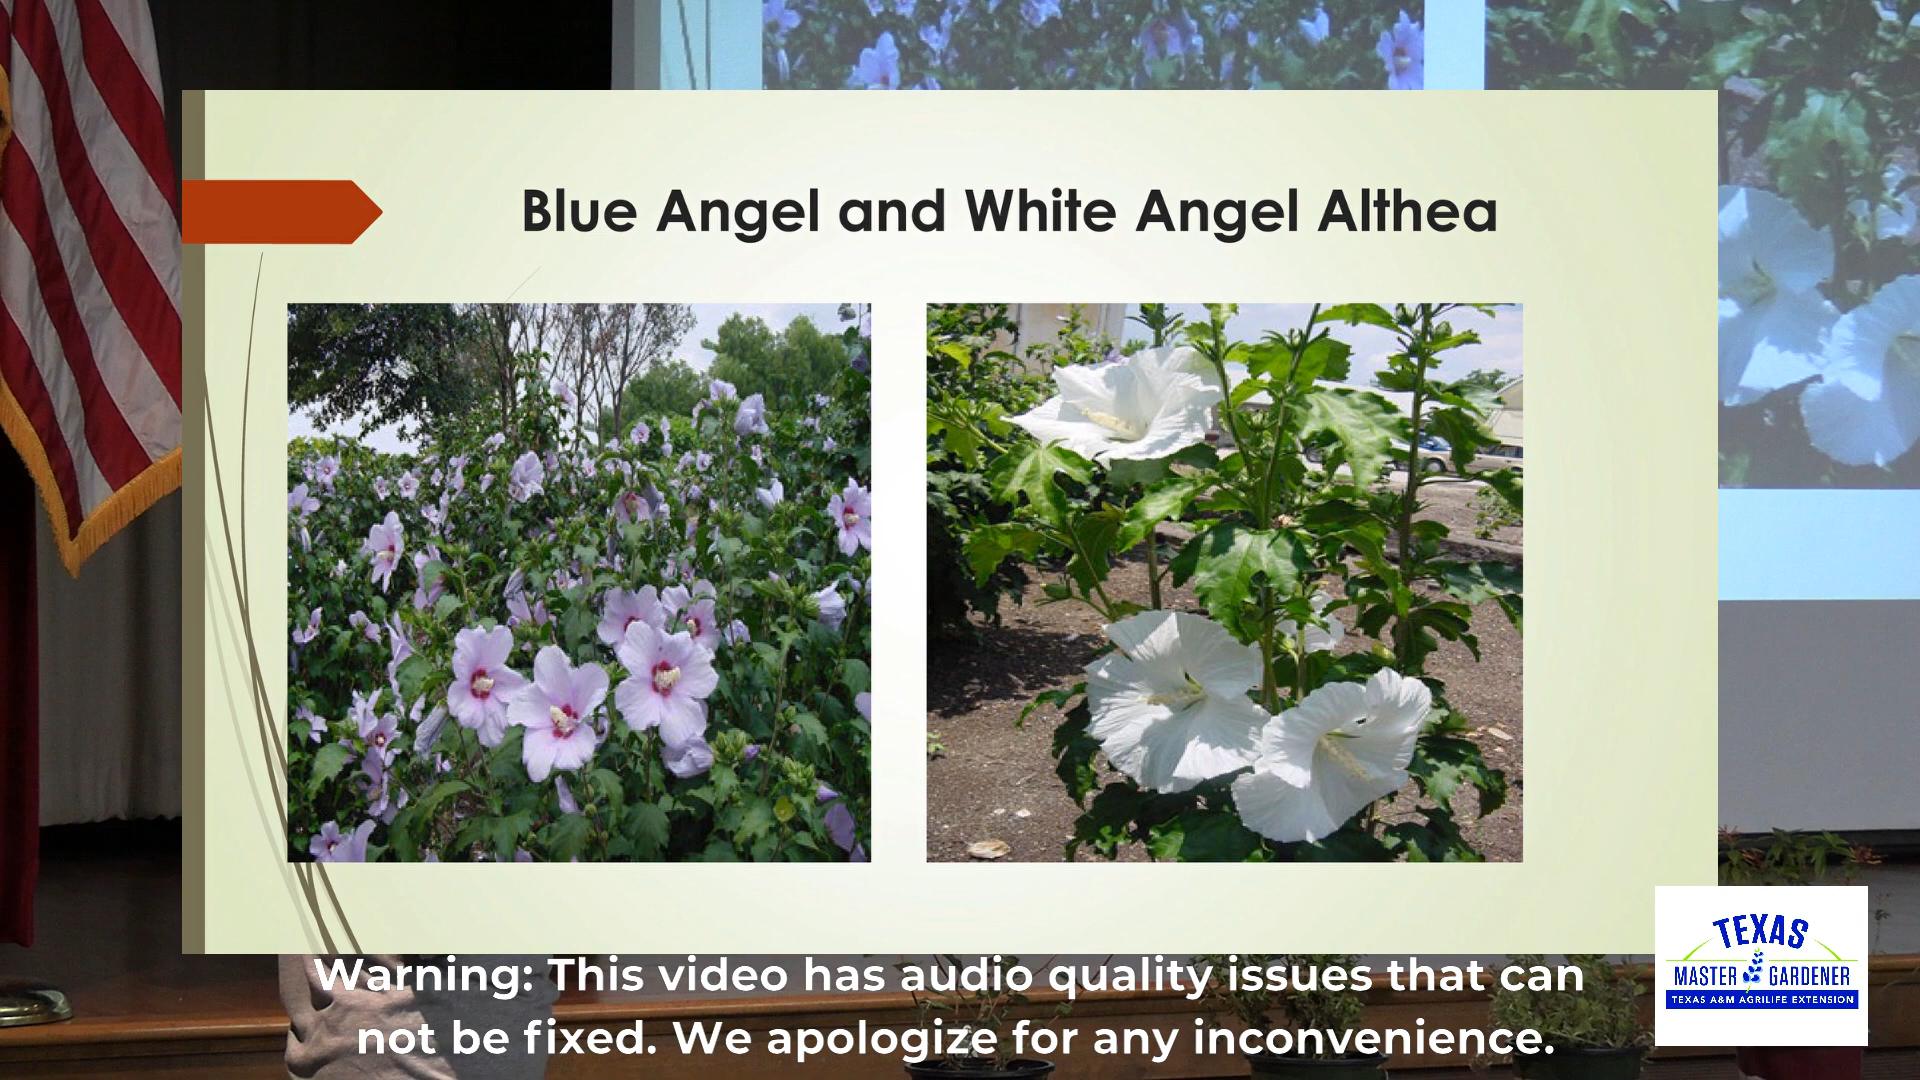 Blue Angel and White Angel Althea
Warning: This video has audio quality issues that can
not be fixed. We apologize for any inconvenience.
TEXAS
MASTER GARDENER
TEXAS A&M AGRILIFE EXTENSION